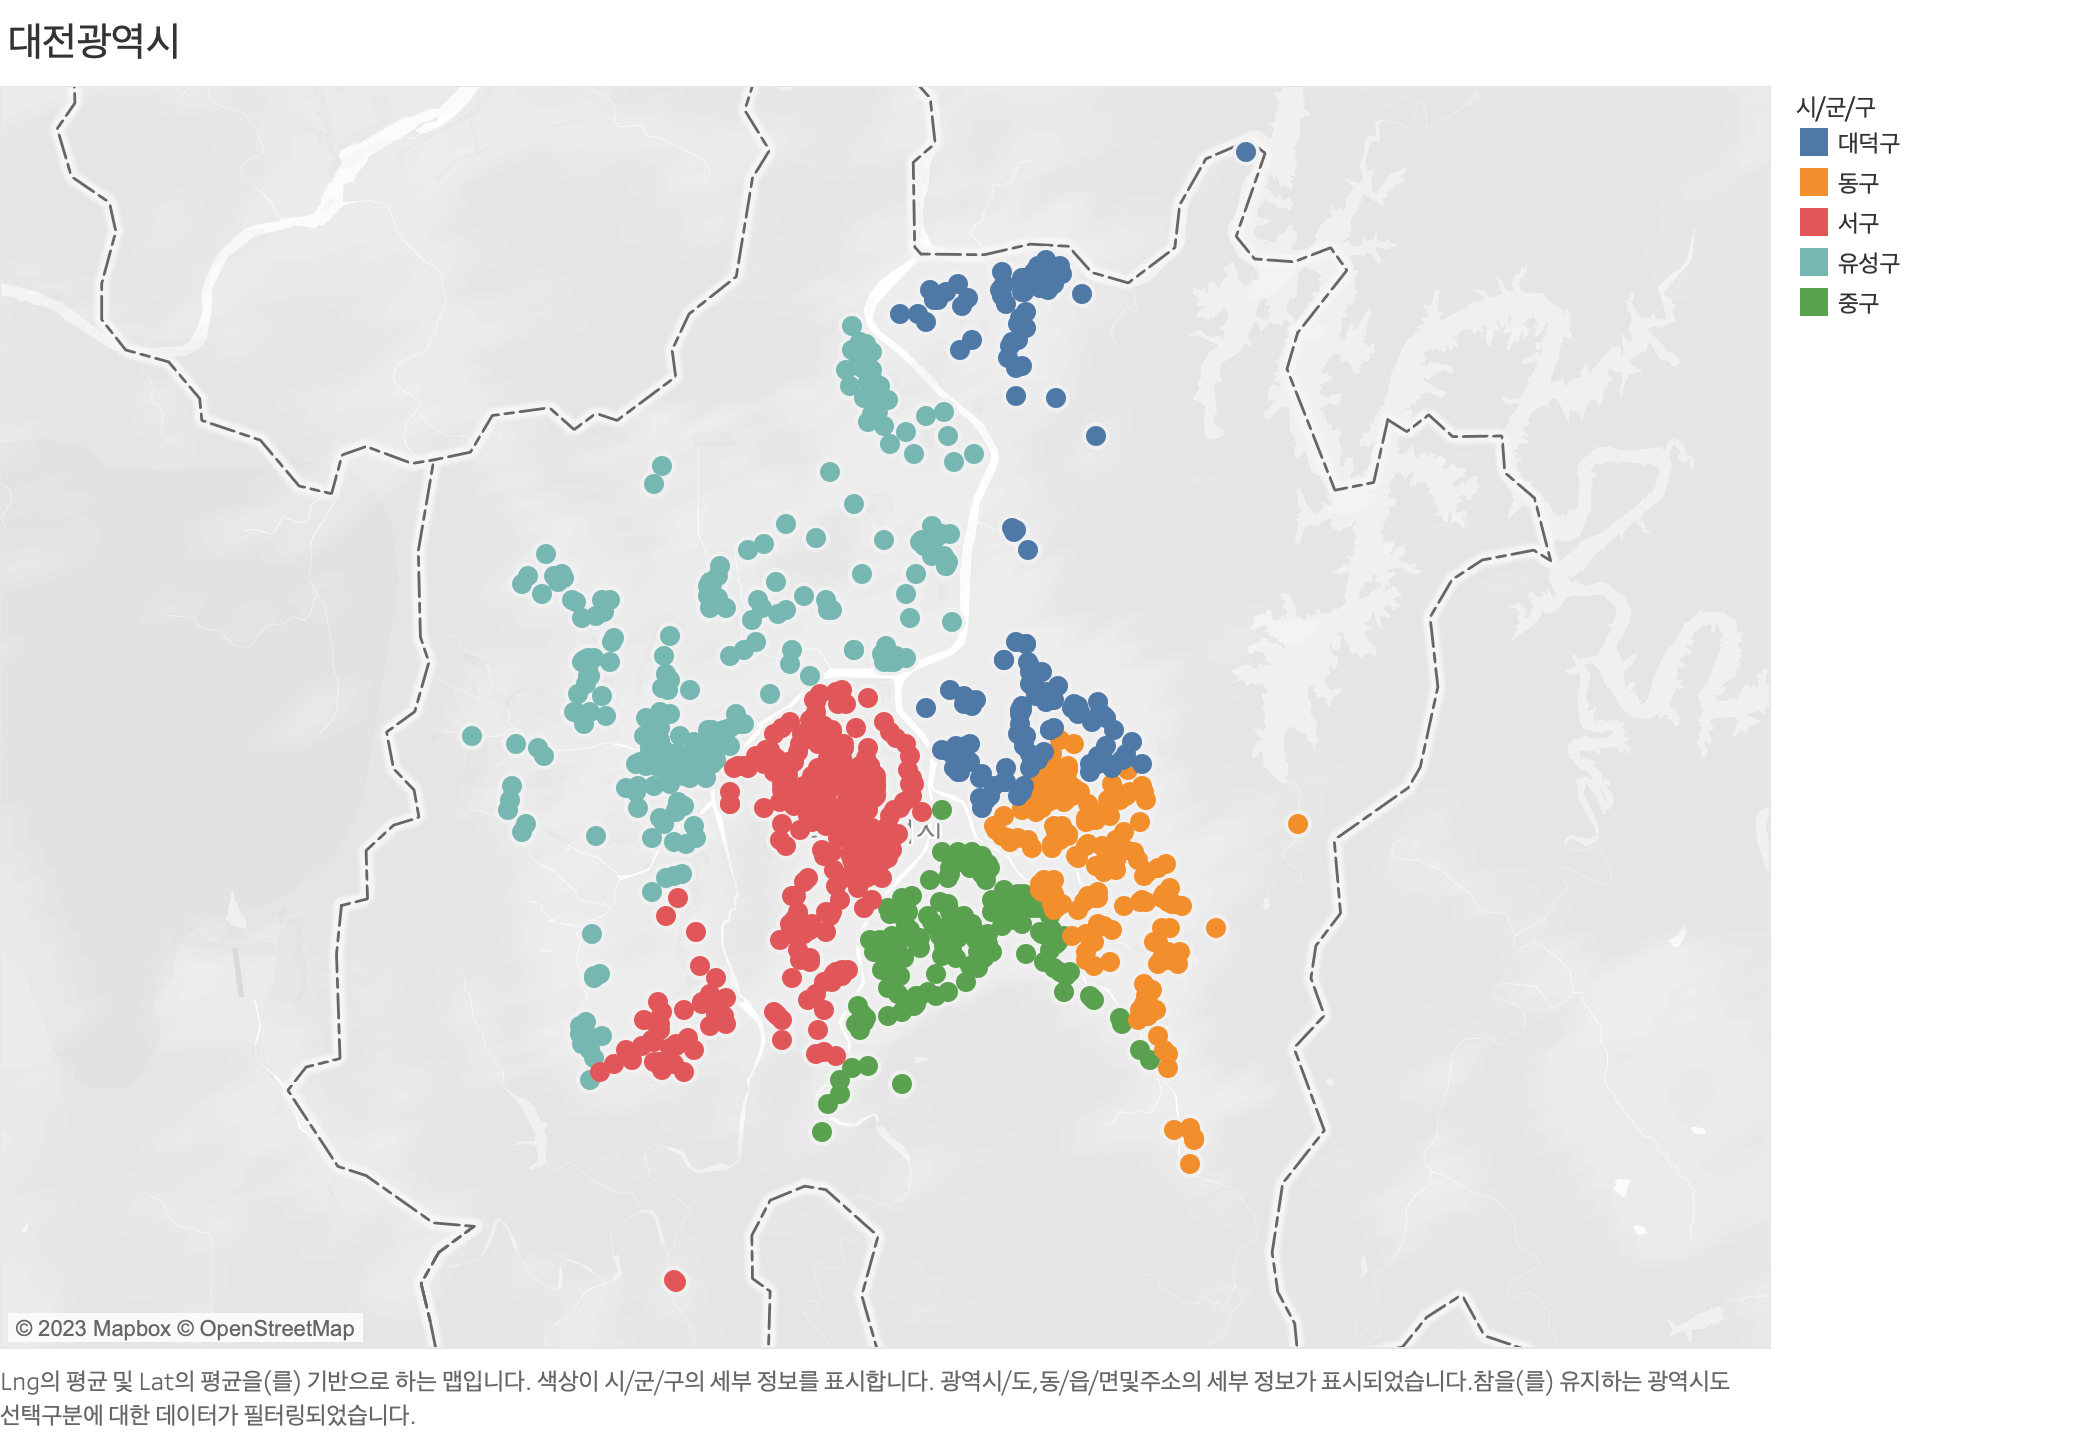 대전광역시
시/군/구
대덕구
동구
서구
유성구
중구
시
© 2023 Mapbox © OpenStreetMap
Lng의 평균 및 Lat의 평균을(를) 기반으로 하는 맵입니다. 색상이 시/군/구의 세부 정보를 표시합니다. 광역시/도,동/읍/면및주소의 세부 정보가 표시되었습니다.참을(를) 유지하는 광역시도
선택구분에 대한 데이터가 필터링되었습니다.